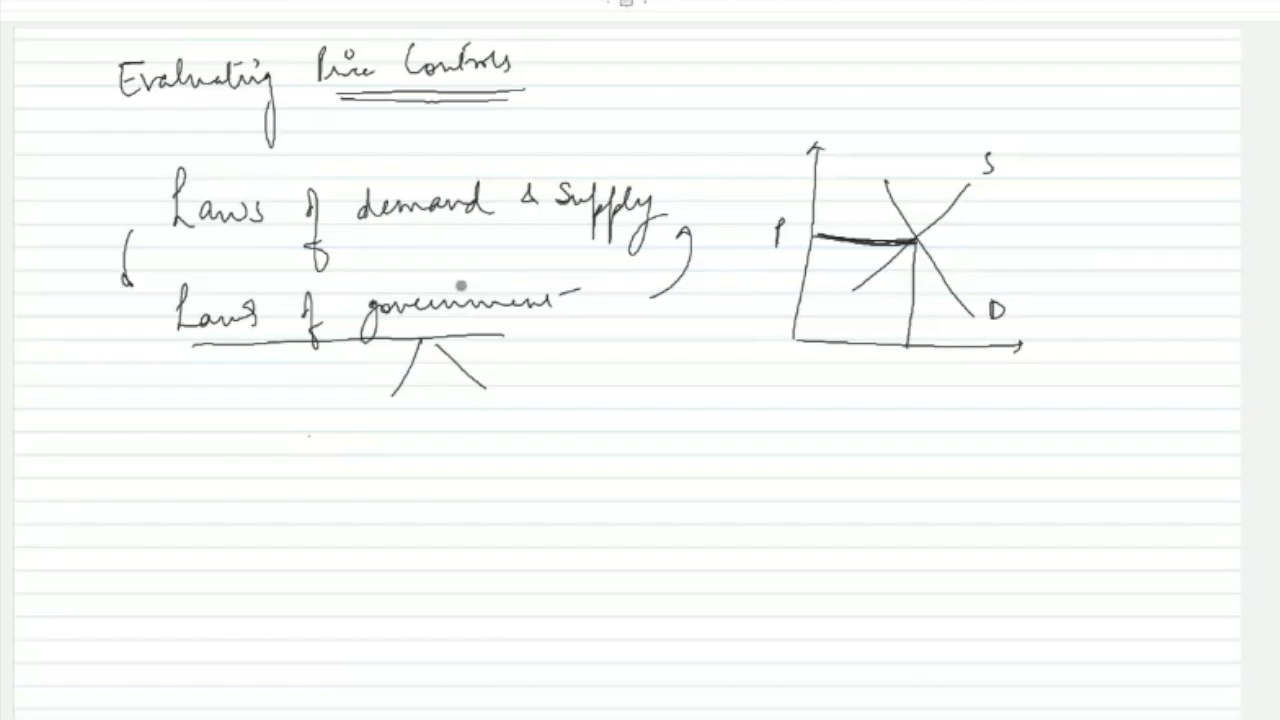 Evaluating Price Controls
Laws of demand & Supply
Laws of government
S
P
D